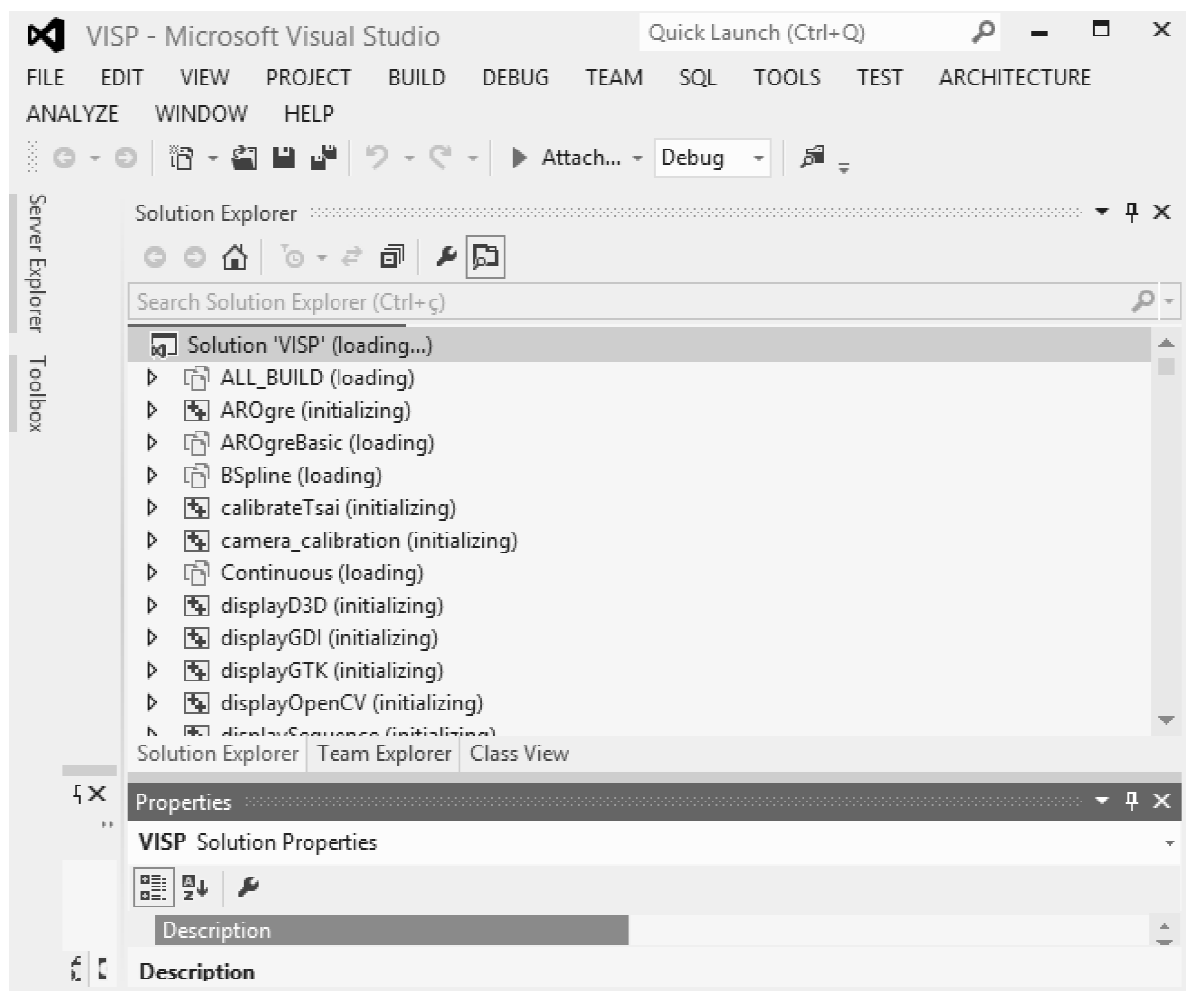 VISP - Microsoft Visual Studio
Quick Launch (Ctrl+Q)
FILE EDIT VIEW PROJECT BUILD DEBUG TEAM SQL TOOLS TEST ARCHITECTURE
ANALYZE WINDOW HELP
Attach... Debug
Server Explorer
Toolbox
Solution Explorer
Search Solution Explorer (Ctrl+ç)
Solution 'VISP' (loading...)
ALL_BUILD (loading)
AROgre (initializing)
AROgreBasic (loading)
BSpline (loading)
calibrateTsai (initializing)
camera_calibration (initializing)
Continuous (loading)
displayD3D (initializing)
displayGDI (initializing)
displayGTK (initializing)
displayOpenCV (initializing)
displaySequence (initializing)
Solution Explorer Team Explorer Class View
Properties
VISP Solution Properties
Description
Description